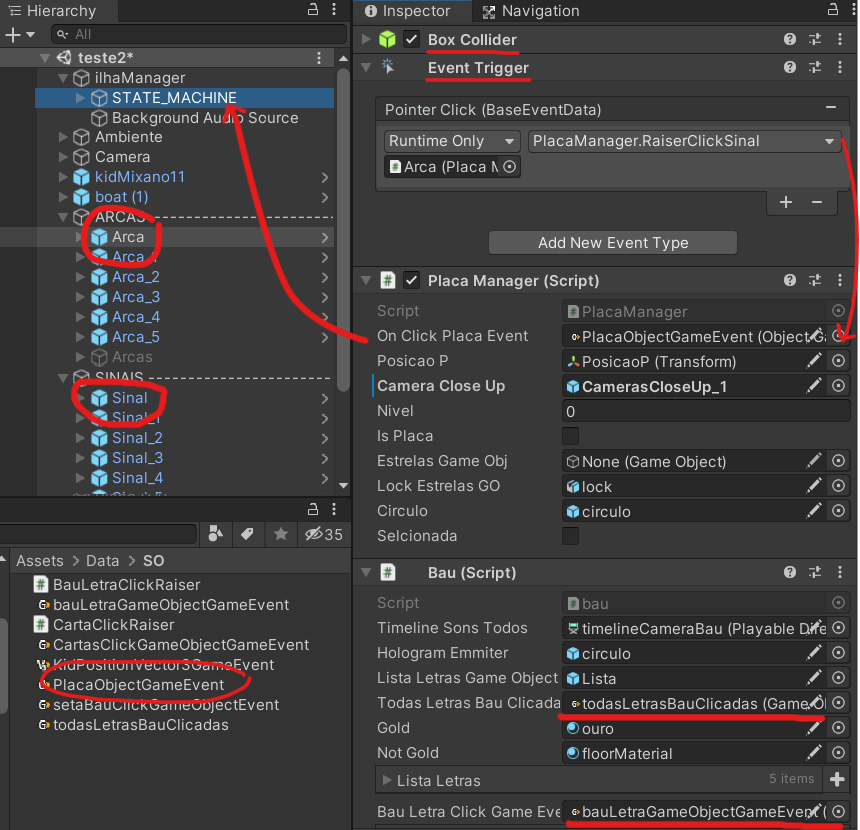 Hierarchy
All
teste2*
ilhaManager
STATE_MACHINE
Background Audio Source
Ambiente
Camera
kidMixano11
boat (1)
ARCAS
Arca
Arca_1
Arca_2
Arca_3
Arca_4
Arca_5
Arcas
SINAIS
Sinal
Sinal_1
Sinal_2
Sinal_3
Sinal_4
35
Assets > Data > SO
BauLetraClickRaiser
bauLetraGameObjectGameEvent
CartaClickRaiser
CartasClickGameObjectGameEvent
KidPositionVector3GameEvent
PlacaObjectGameEvent
setaBauClickGameObjectEvent
todasLetrasBauClicadas
Inspector
Navigation
Box Collider
Event Trigger
Pointer Click (BaseEventData)
Runtime Only
PlacaManager.RaiserClickSinal
Arca (Placa M
Add New Event Type
Placa Manager (Script)
Script PlacaManager
On Click Placa Event PlacaObjectGameEvent (Object
Posicao P PosicaoP (Transform)
Camera Close Up CamerasCloseUp_1
Nivel 0
Is Placa
Estrelas Game Obj None (Game Object)
Lock Estrelas GO lock
Circulo circulo
Selcionada
Bau (Script)
Script bau
Timeline Sons Todos timelineCameraBau (Playable Dire
Hologram Emmiter circulo
Lista Letras Game Object Lista
Todas Letras Bau Clicada todasLetrasBauClicadas (Game
Gold ouro
Not Gold floorMaterial
Lista Letras 5 items
Bau Letra Click Game Eve bauLetraGameObjectGameEvent (